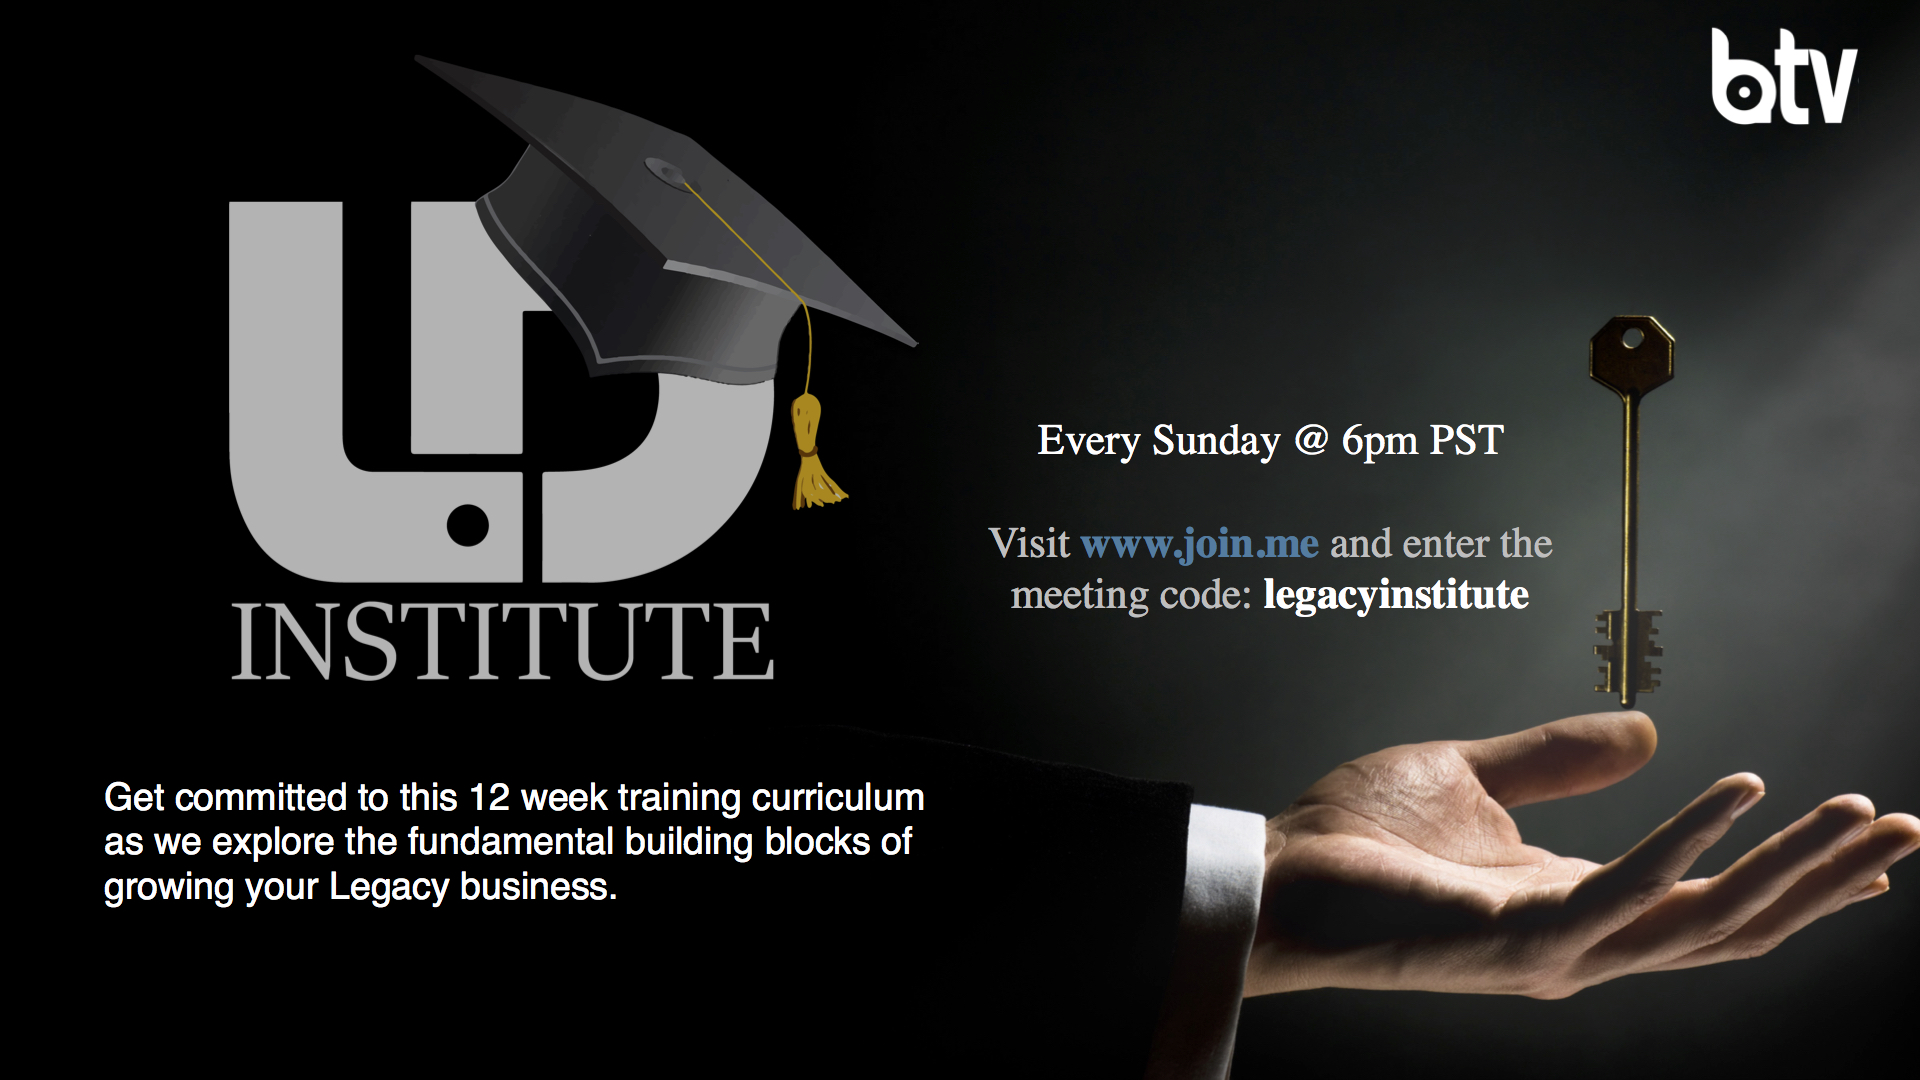 btv
LD
INSTITUTE
Every Sunday @ 6pm PST
Visit www.join.me and enter the
meeting code: legacyinstitute
Get committed to this 12 week training curriculum
as we explore the fundamental building blocks of
growing your Legacy business.